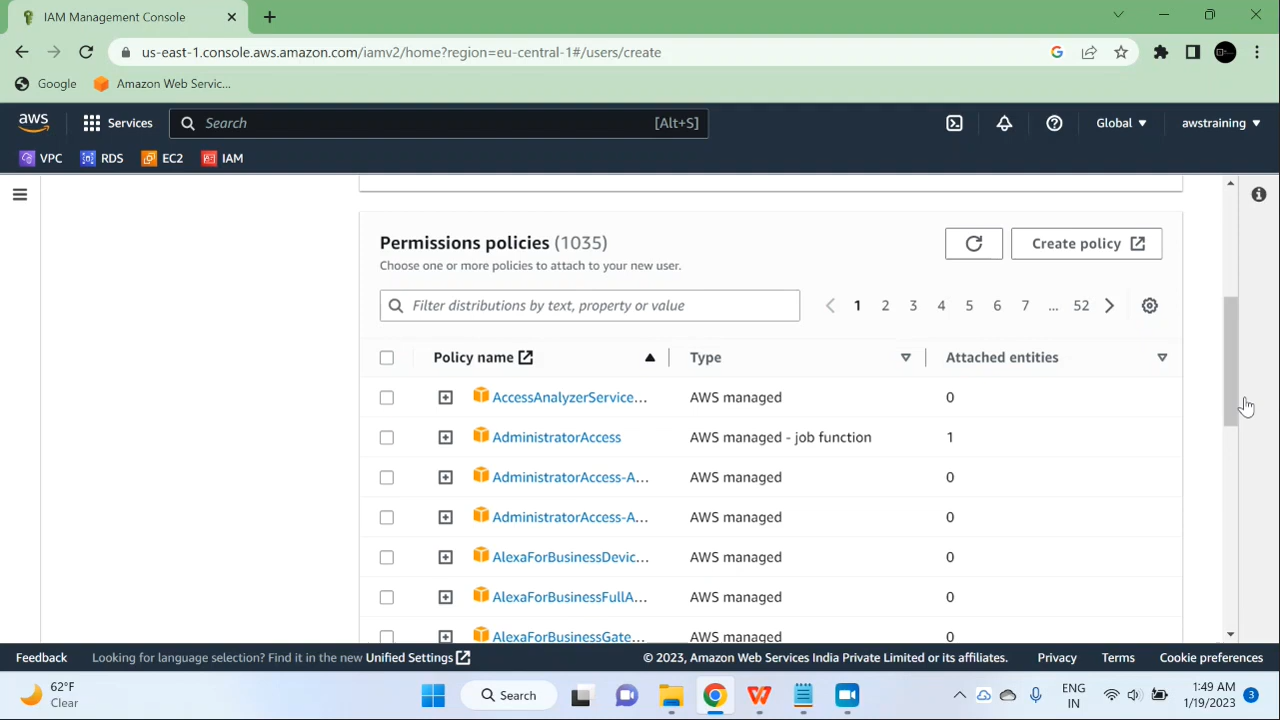 IAM Management Console
us-east-1.console.aws.amazon.com/iamv2/home?region=eu-central-1#/users/create
Google
Amazon Web Servic...
aws
Services
Search
[Alt+S]
Global
awstraining
VPC
RDS
EC2
IAM
Permissions policies (1035)
Choose one or more policies to attach to your new user.
Create policy
Filter distributions by text, property or value
1 2 3 4 5 6 7 ... 52
Policy name Type Attached entities
AccessAnalyzerService... AWS managed 0
AdministratorAccess AWS managed - job function 1
AdministratorAccess-A... AWS managed 0
AdministratorAccess-A... AWS managed 0
AlexaForBusinessDevic... AWS managed 0
AlexaForBusinessFullA... AWS managed 0
AlexaForBusinessGate... AWS managed 0
Feedback
Looking for language selection? Find it in the new Unified Settings
© 2023, Amazon Web Services India Private Limited or its affiliates.
Privacy
Terms
Cookie preferences
62°F
Clear
Search
ENG
IN
1:49 AM
1/19/2023
3